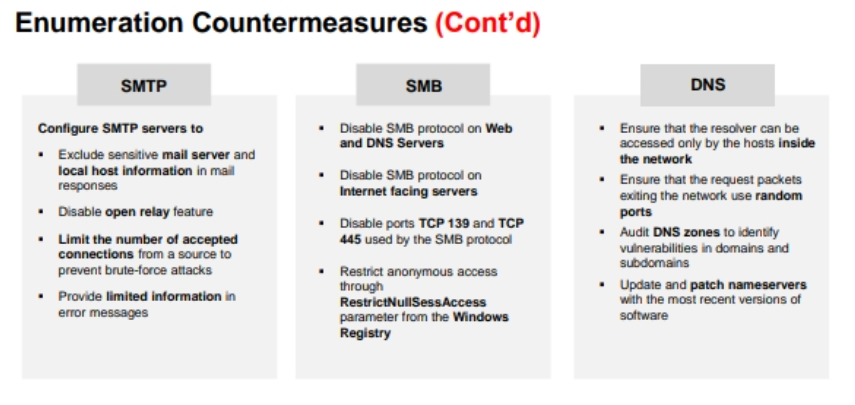 Enumeration Countermeasures (Cont'd)
SMTP
Configure SMTP servers to
▪ Exclude sensitive mail server and
local host information in mail
responses
▪ Disable open relay feature
▪ Limit the number of accepted
connections from a source to
prevent brute-force attacks
▪ Provide limited information in
error messages
SMB
▪ Disable SMB protocol on Web
and DNS Servers
▪ Disable SMB protocol on
Internet facing servers
▪ Disable ports TCP 139 and TCP
445 used by the SMB protocol
▪ Restrict anonymous access
through
RestrictNullSessAccess
parameter from the Windows
Registry
DNS
▪ Ensure that the resolver can be
accessed only by the hosts inside
the network
▪ Ensure that the request packets
exiting the network use random
ports
▪ Audit DNS zones to identify
vulnerabilities in domains and
subdomains
▪ Update and patch nameservers
with the most recent versions of
software